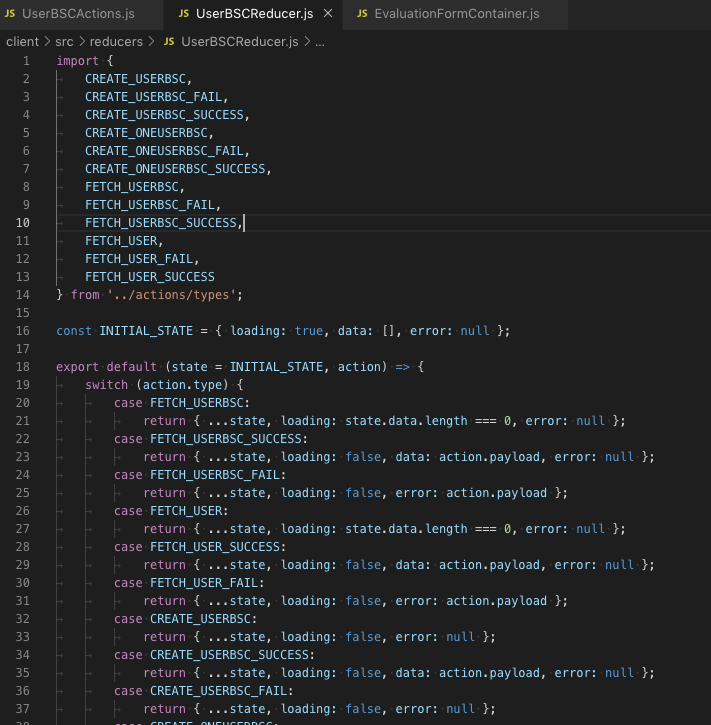 JS UserBSCActions.js JS UserBSCReducer.js × JS EvaluationFormContainer.js
client > src > reducers > JS UserBSCReducer.js > ...
1 import {
2 CREATE_USERBSC,
3 CREATE_USERBSC_FAIL,
4 CREATE_USERBSC_SUCCESS,
5 CREATE_ONEUSERBSC,
6 CREATE_ONEUSERBSC_FAIL,
7 CREATE_ONEUSERBSC_SUCCESS,
8 FETCH_USERBSC,
9 FETCH_USERBSC_FAIL,
10 FETCH_USERBSC_SUCCESS,
11 FETCH_USER,
12 FETCH_USER_FAIL,
13 FETCH_USER_SUCCESS
14 } from '../actions/types';
15
16 const INITIAL_STATE = { loading: true, data: [], error: null };
17
18 export default (state = INITIAL_STATE, action) => {
19 switch (action.type) {
20 case FETCH_USERBSC:
21 return { ...state, loading: state.data.length === 0, error: null };
22 case FETCH_USERBSC_SUCCESS:
23 return { ...state, loading: false, data: action.payload, error: null };
24 case FETCH_USERBSC_FAIL:
25 return { ...state, loading: false, error: action.payload };
26 case FETCH_USER:
27 return { ...state, loading: state.data.length === 0, error: null };
28 case FETCH_USER_SUCCESS:
29 return { ...state, loading: false, data: action.payload, error: null };
30 case FETCH_USER_FAIL:
31 return { ...state, loading: false, error: action.payload };
32 case CREATE_USERBSC:
33 return { ...state, loading: false, error: null };
34 case CREATE_USERBSC_SUCCESS:
35 return { ...state, loading: false, data: action.payload, error: null };
36 case CREATE_USERBSC_FAIL:
37 return { ...state, loading: false, error: null };
38 case CREATE_ONEUSERBSC: